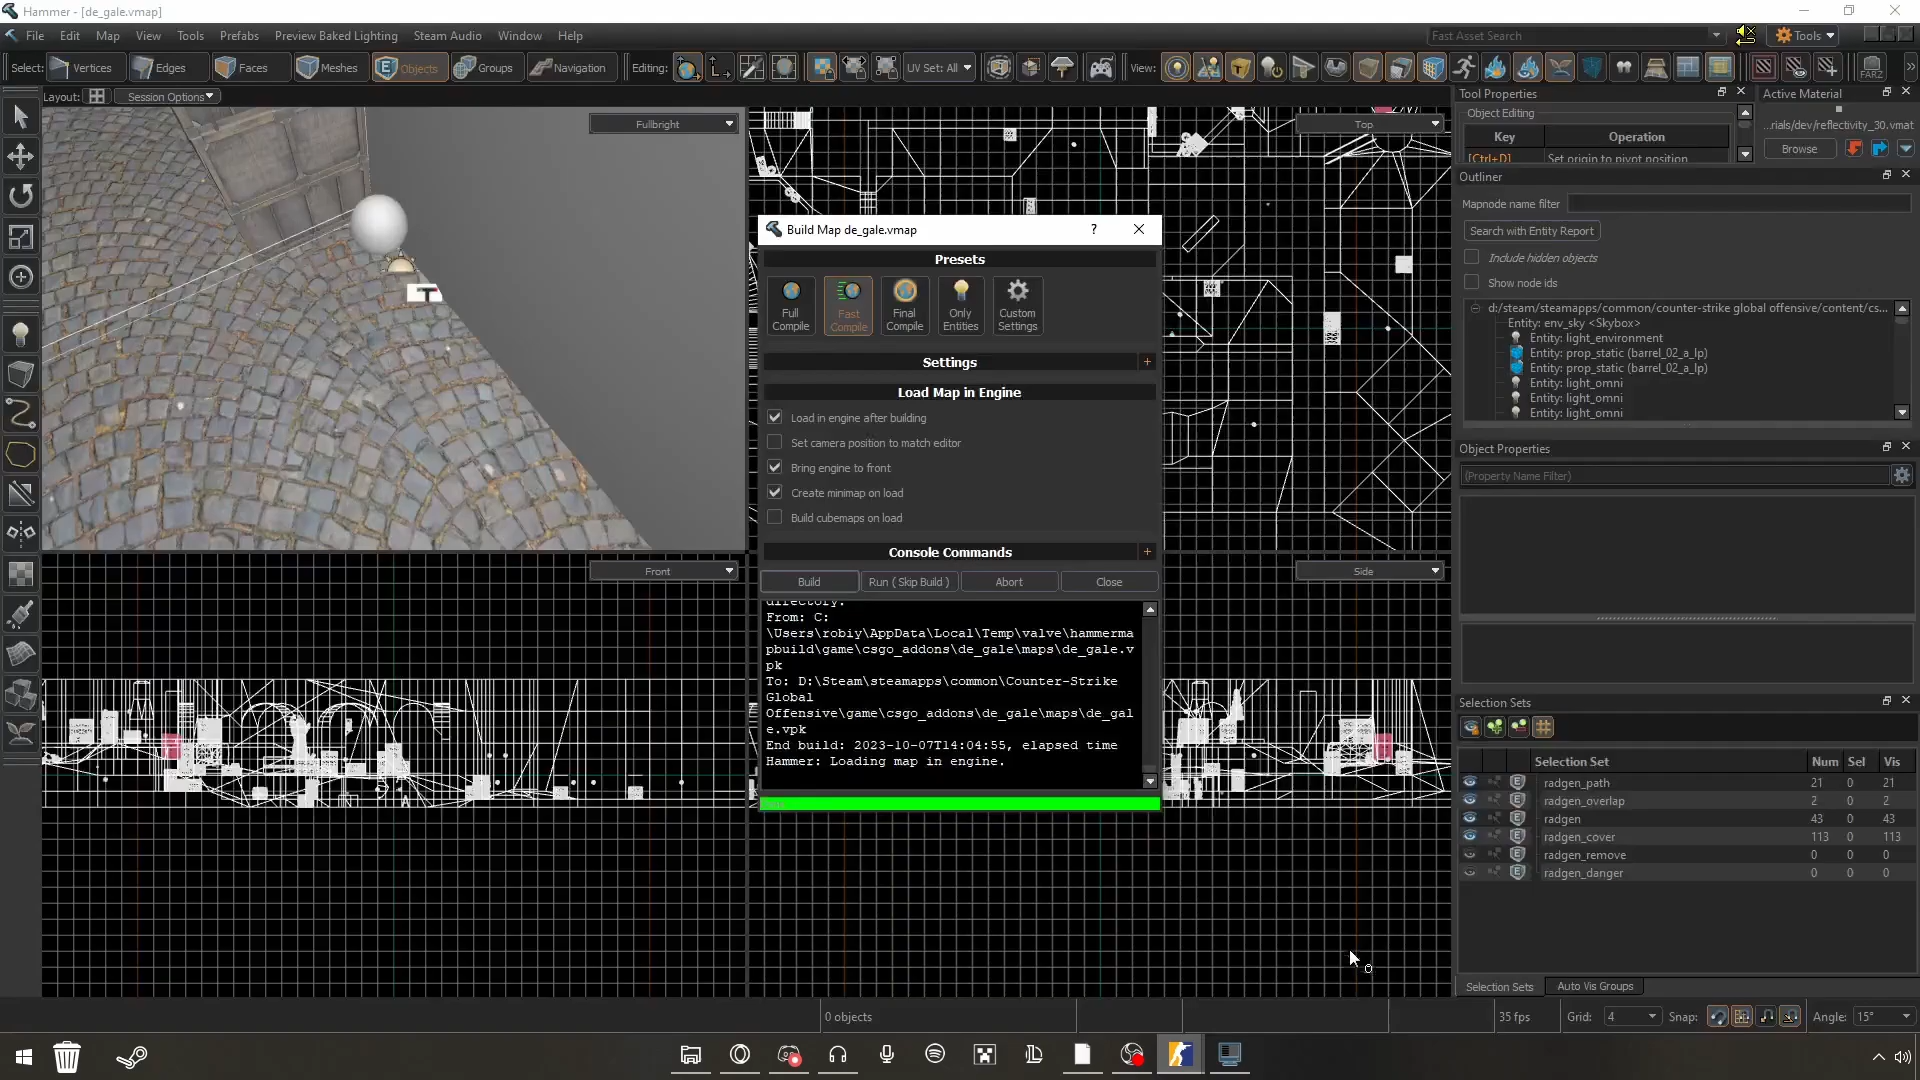 Hammer - [de_gale.vmap]
File Edit Map View Tools Prefabs Preview Baked Lighting Steam Audio Window Help
Fast Asset Search
Tools
Select: Vertices Edges Faces Meshes Objects Groups Navigation Editing: UV Set: All View: FARZ
Layout: Session Options
Fullbright
Top
Front
Side
Build Map de_gale.vmap
?
Presets
Full Compile
Fast Compile
Final Compile
Only Entities
Custom Settings
Settings +
Load Map in Engine
Load in engine after building
Set camera position to match editor
Bring engine to front
Create minimap on load
Build cubemaps on load
Console Commands +
Build Run ( Skip Build ) Abort Close
directory.
From: C:
\Users\robiy\AppData\Local\Temp\valve\hammerma
pbuild\game\csgo_addons\de_gale\maps\de_gale.v
pk
To: D:\Steam\steamapps\common\Counter-Strike
Global
Offensive\game\csgo_addons\de_gale\maps\de_gal
e.vpk
End build: 2023-10-07T14:04:55, elapsed time
Hammer: Loading map in engine.
Tool Properties
Object Editing
Key Operation
[Ctrl+D] Set origin to pivot position
Active Material
...rials/dev/reflectivity_30.vmat
Browse
Outliner
Mapnode name filter
Search with Entity Report
Include hidden objects
Show node ids
d:/steam/steamapps/common/counter-strike global offensive/content/cs...
Entity: env_sky <Skybox>
Entity: light_environment
Entity: prop_static (barrel_02_a_lp)
Entity: prop_static (barrel_02_a_lp)
Entity: light_omni
Entity: light_omni
Entity: light_omni
Object Properties
(Property Name Filter)
Selection Sets
Selection Set Num Sel Vis
radgen_path 21 0 21
radgen_overlap 2 0 2
radgen 43 0 43
radgen_cover 113 0 113
radgen_remove 0 0 0
radgen_danger 0 0 0
Selection Sets Auto Vis Groups
0 objects
35 fps
Grid: 4
Snap:
Angle: 15°